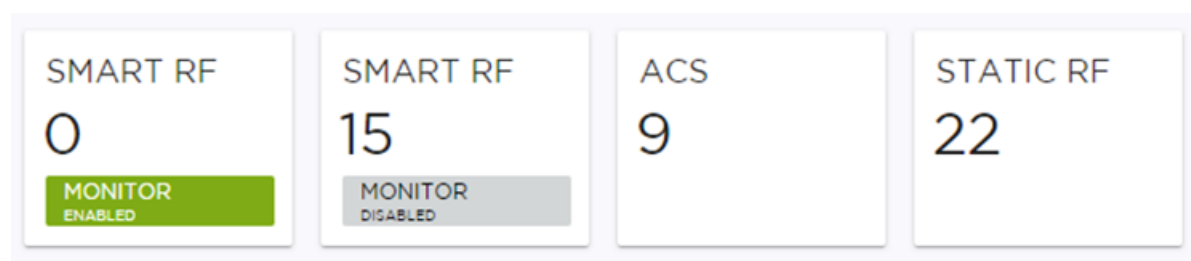 SMART RF
0
MONITOR
ENABLED
SMART RF
15
MONITOR
DISABLED
ACS
9
STATIC RF
22